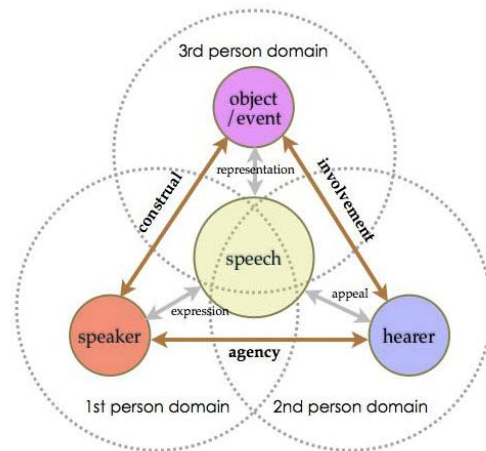 3rd person domain
object
/event
construal
representation
involvement
speech
expression
appeal
speaker
agency
hearer
1st person domain
2nd person domain